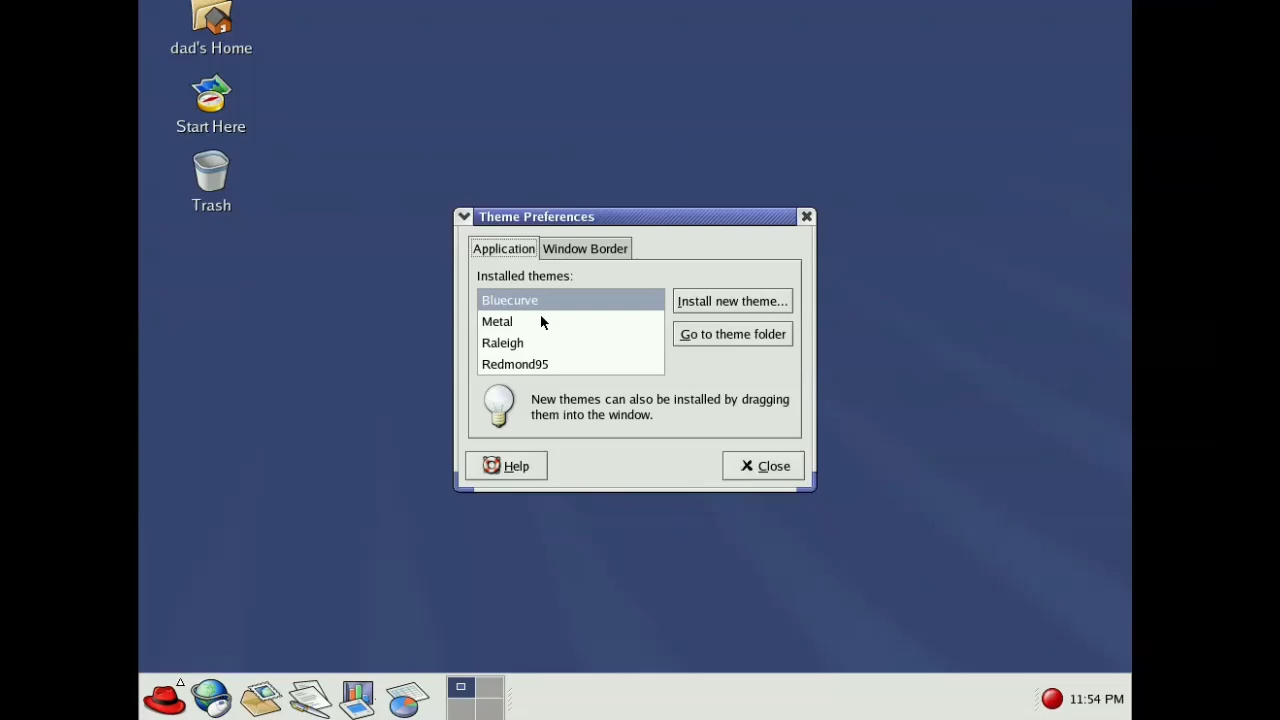 dad's Home
Start Here
Trash
Theme Preferences
Application
Window Border
Installed themes:
Bluecurve
Metal
Raleigh
Redmond95
Install new theme...
Go to theme folder
New themes can also be installed by dragging
them into the window.
Help
Close
11:54 PM